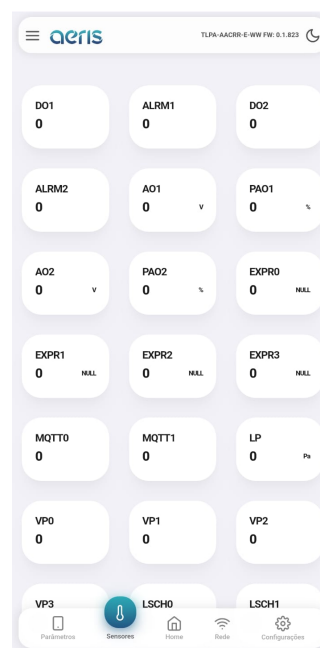 aeris
TLPA-AACRR-E-WW FW: 0.1.823
DO1 ALRM1 DO2
0 0 0
ALRM2 AO1 PAO1
0 0 V 0 %
AO2 PAO2 EXPR0
0 V 0 % 0 NULL
EXPR1 EXPR2 EXPR3
0 NULL 0 NULL 0 NULL
MQTT0 MQTT1 LP
0 0 0 Pa
VP0 VP1 VP2
0 0 0
VP3 LSCH0 LSCH1
Parâmetros Sensores Home Rede Configurações